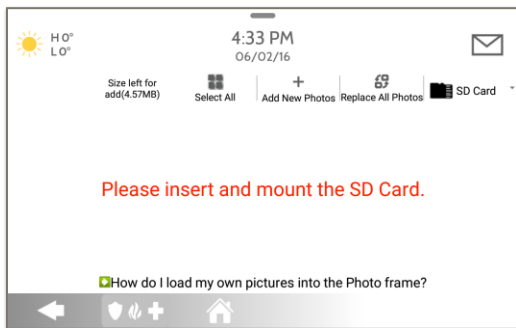 H 0°
L 0°
4:33 PM
06/02/16
Size left for
add(4.57MB)
Select All
Add New Photos
Replace All Photos
SD Card
Please insert and mount the SD Card.
How do I load my own pictures into the Photo frame?